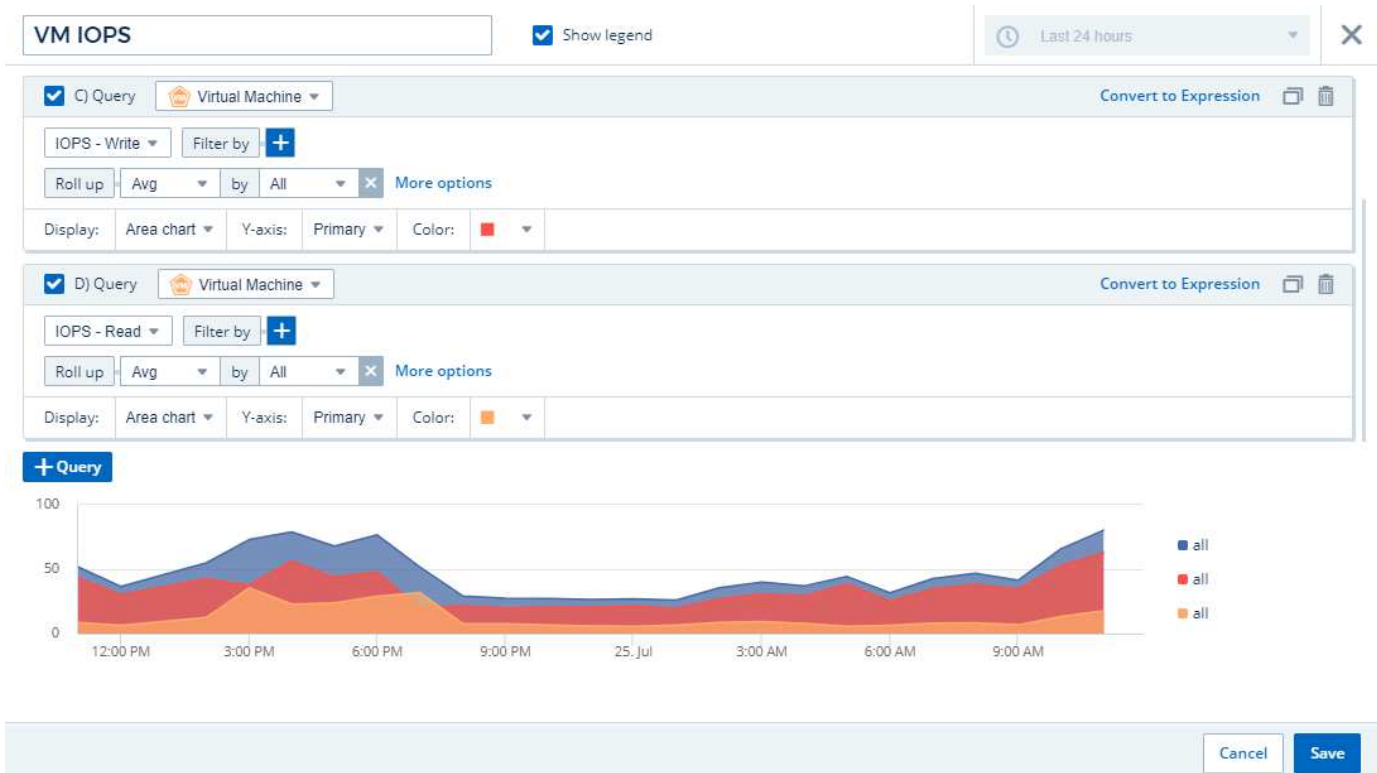 VM IOPS Show legend Last 24 hours
C) Query Virtual Machine Convert to Expression
IOPS - Write Filter by
Roll up Avg by All More options
Display: Area chart Y-axis: Primary Color:
D) Query Virtual Machine Convert to Expression
IOPS - Read Filter by
Roll up Avg by All More options
Display: Area chart Y-axis: Primary Color:
+ Query
100
50
0
all
all
all
12:00 PM 3:00 PM 6:00 PM 9:00 PM 25. Jul 3:00 AM 6:00 AM 9:00 AM
Cancel Save